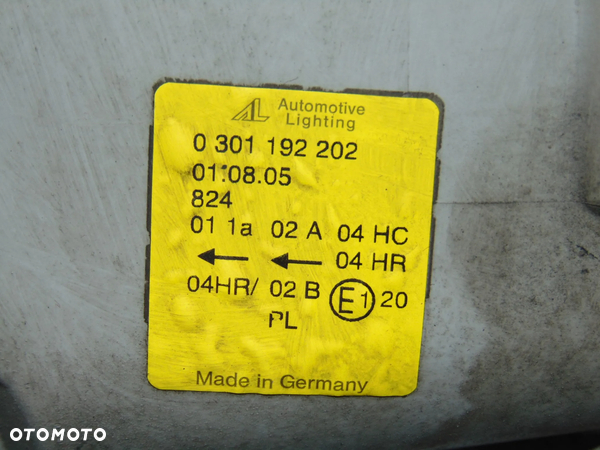 AL Automotive
Lighting
0 301 192 202
01.08.05
824
01 1a 02 A 04 HC
← ← 04 HR
04HR/ 02 B E1 20
PL
Made in Germany
OTOMOTO